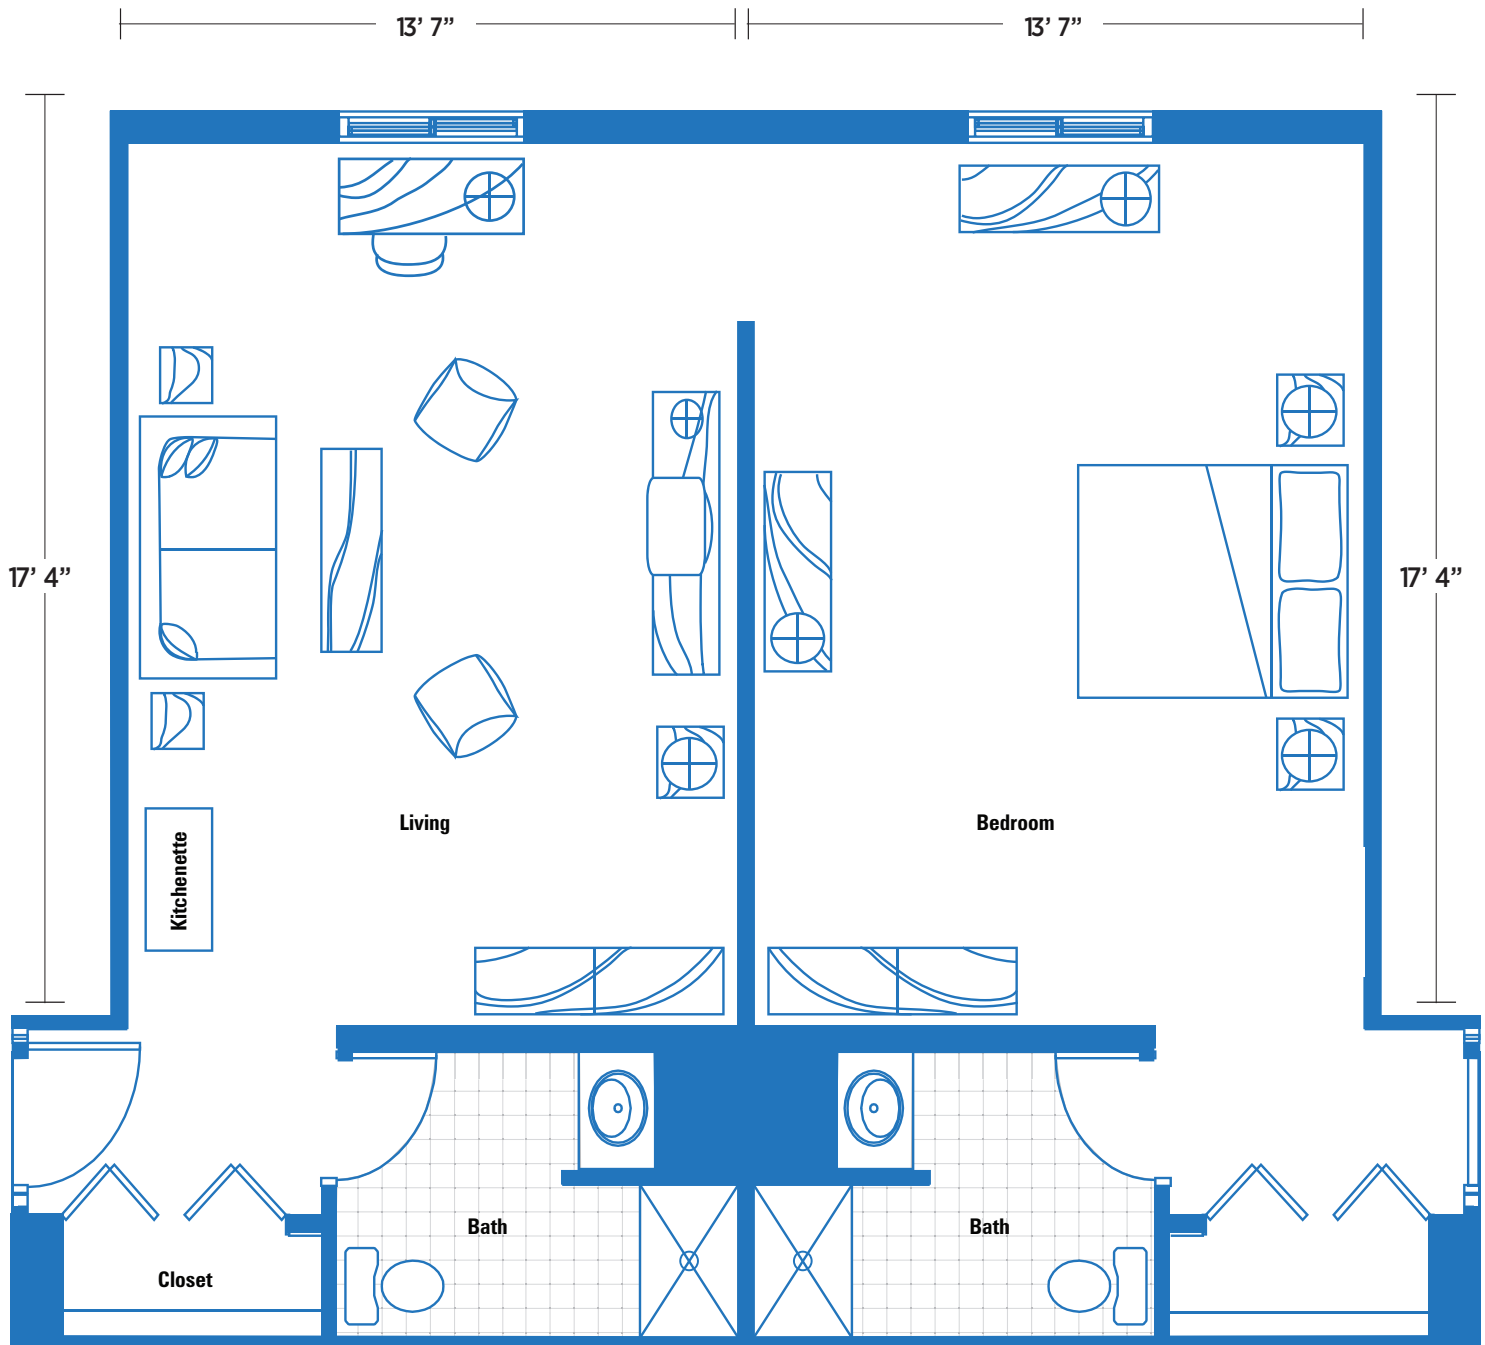 13’ 7”
13’ 7”
17’ 4”
17’ 4”
Living
Bedroom
Kitchenette
Bath
Bath
Closet